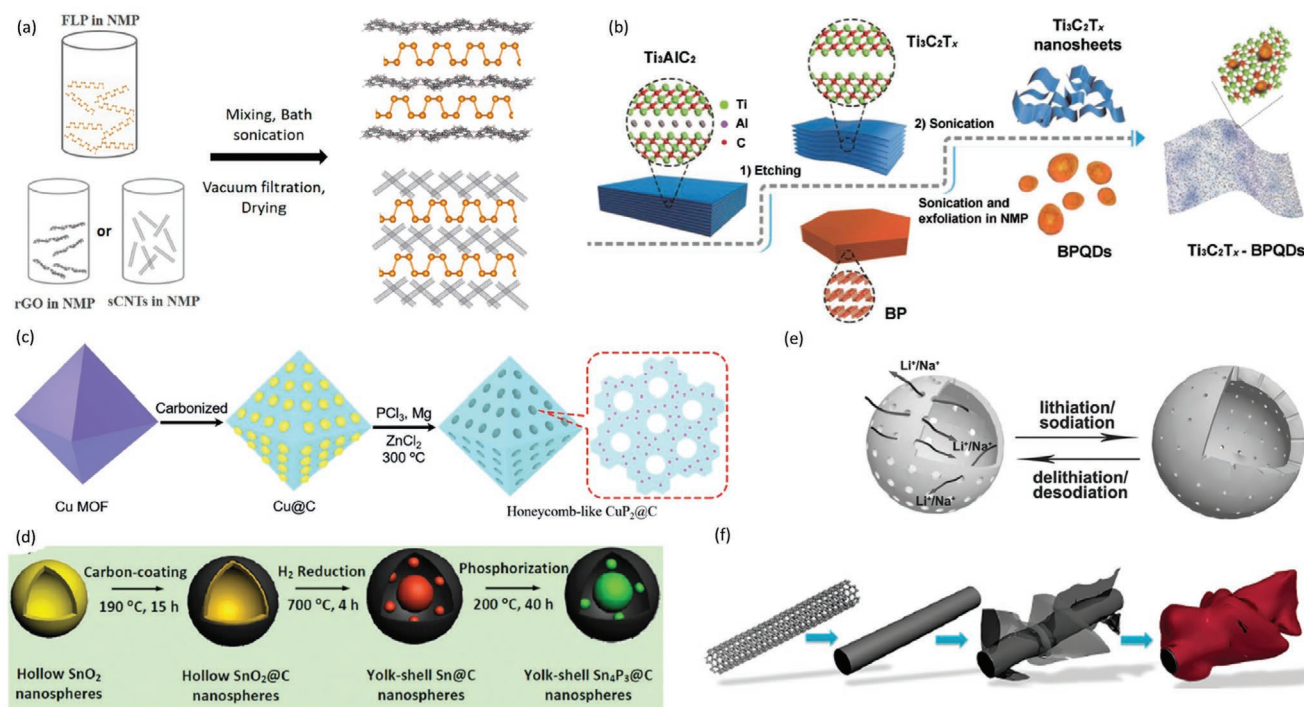 (a)
FLP in NMP
Mixing, Bath
sonication
Vacuum filtration,
Drying
or
rGO in NMP
sCNTs in NMP
(b)
Ti₃AlC₂
Ti
Al
C
1) Etching
Ti₃C₂Tₓ
2) Sonication
Ti₃C₂Tₓ
nanosheets
Sonication and
exfoliation in NMP
BP
BPQDs
Ti₃C₂Tₓ - BPQDs
(c)
Cu MOF
Carbonized
Cu@C
PCl₃, Mg
ZnCl₂
300 ºC
Honeycomb-like CuP₂@C
(e)
Li⁺/Na⁺
Li⁺/Na⁺
Li⁺/Na⁺
lithiation/
sodiation
delithiation/
desodiation
(d)
Carbon-coating
190 ºC, 15 h
H₂ Reduction
700 ºC, 4 h
Phosphorization
200 ºC, 40 h
Hollow SnO₂
nanospheres
Hollow SnO₂@C
nanospheres
Yolk-shell Sn@C
nanospheres
Yolk-shell Sn₄P₃@C
nanospheres
(f)